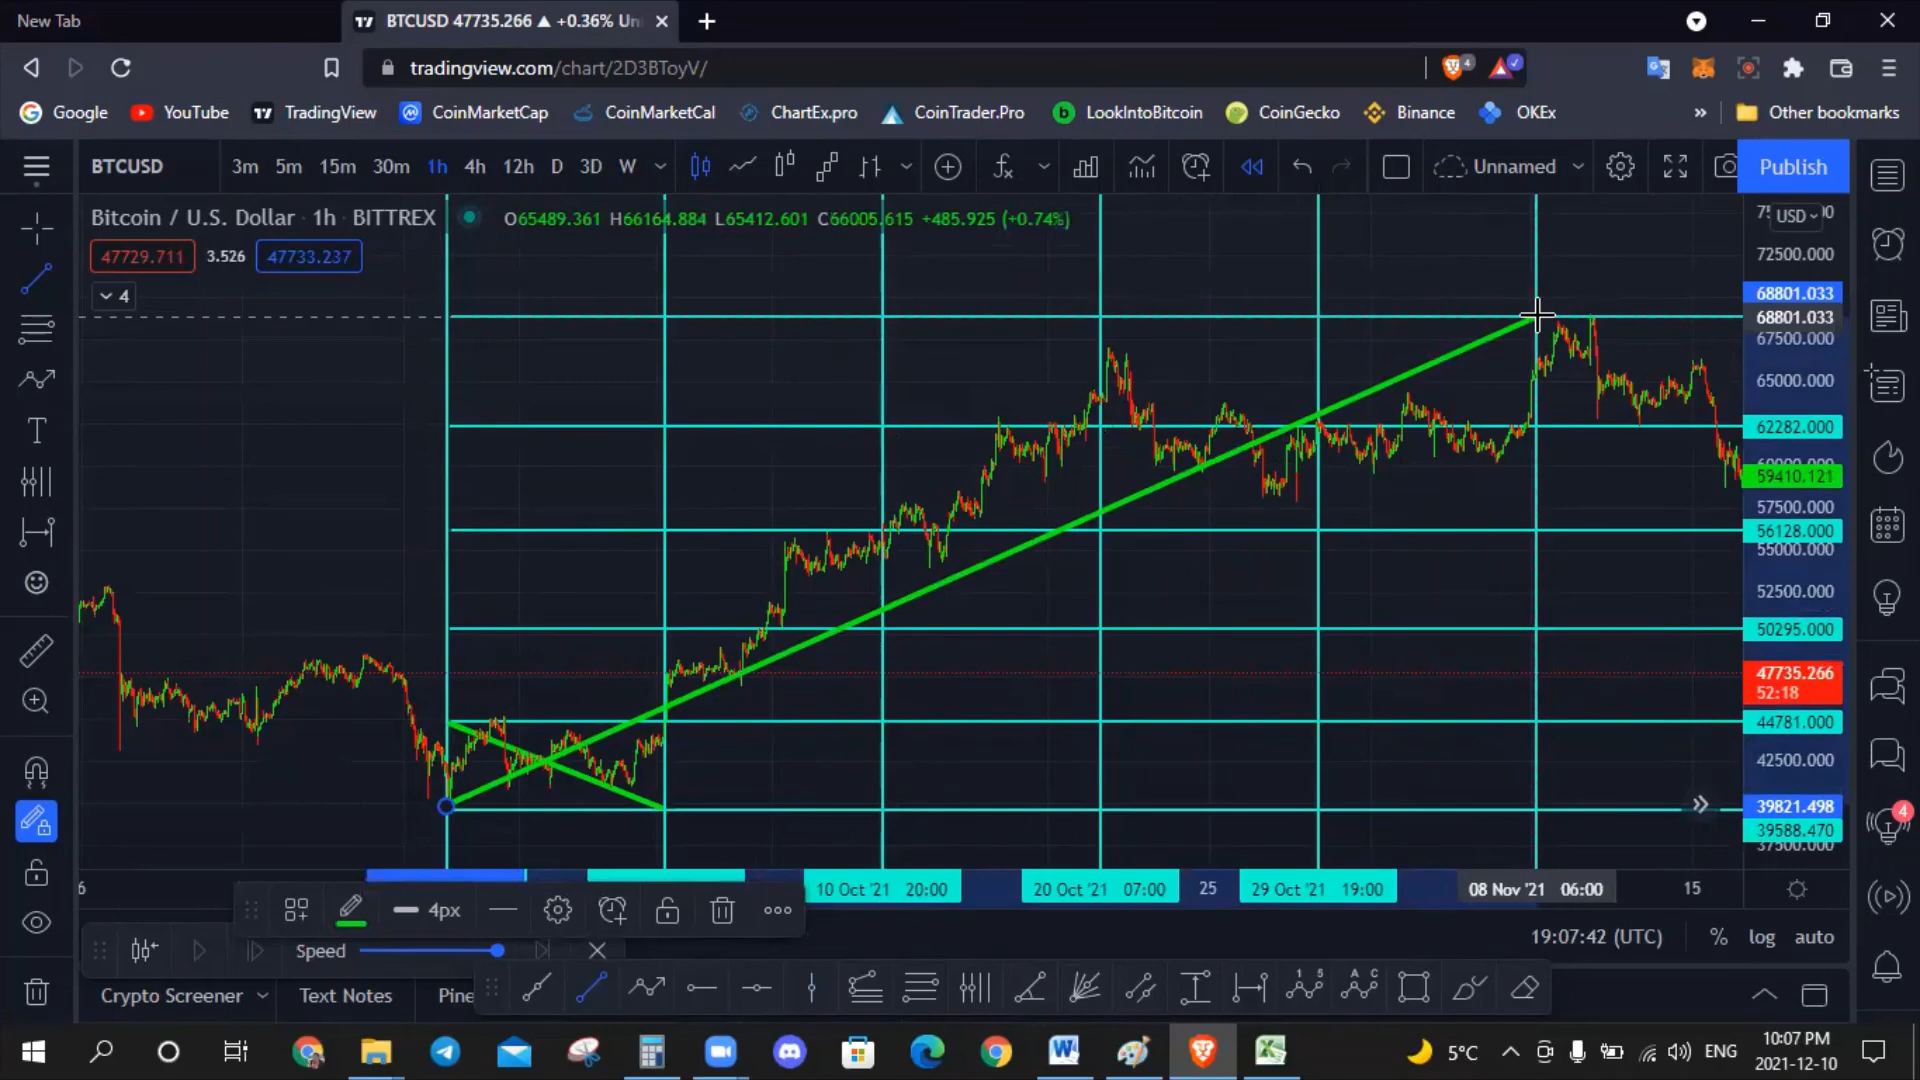 New Tab
BTCUSD 47735.266 ▲ +0.36% Un
tradingview.com/chart/2D3BToyV/
4
Google YouTube TradingView CoinMarketCap CoinMarketCal ChartEx.pro CoinTrader.Pro LookIntoBitcoin CoinGecko Binance OKEx » Other bookmarks
BTCUSD 3m 5m 15m 30m 1h 4h 12h D 3D W Unnamed Publish
Bitcoin / U.S. Dollar · 1h · BITTREX O65489.361 H66164.884 L65412.601 C66005.615 +485.925 (+0.74%)
USD
47729.711 3.526 47733.237
72500.000
4
68801.033
68801.033
67500.000
65000.000
62282.000
59410.121
57500.000
56128.000
55000.000
52500.000
50295.000
47735.266
52:18
44781.000
42500.000
39821.498
39588.470
37500.000
4
6 10 Oct '21 20:00 20 Oct '21 07:00 25 29 Oct '21 19:00 08 Nov '21 06:00 15
4px
19:07:42 (UTC) % log auto
Speed
Crypto Screener Text Notes Pine
10:07 PM
5°C ENG
2021-12-10